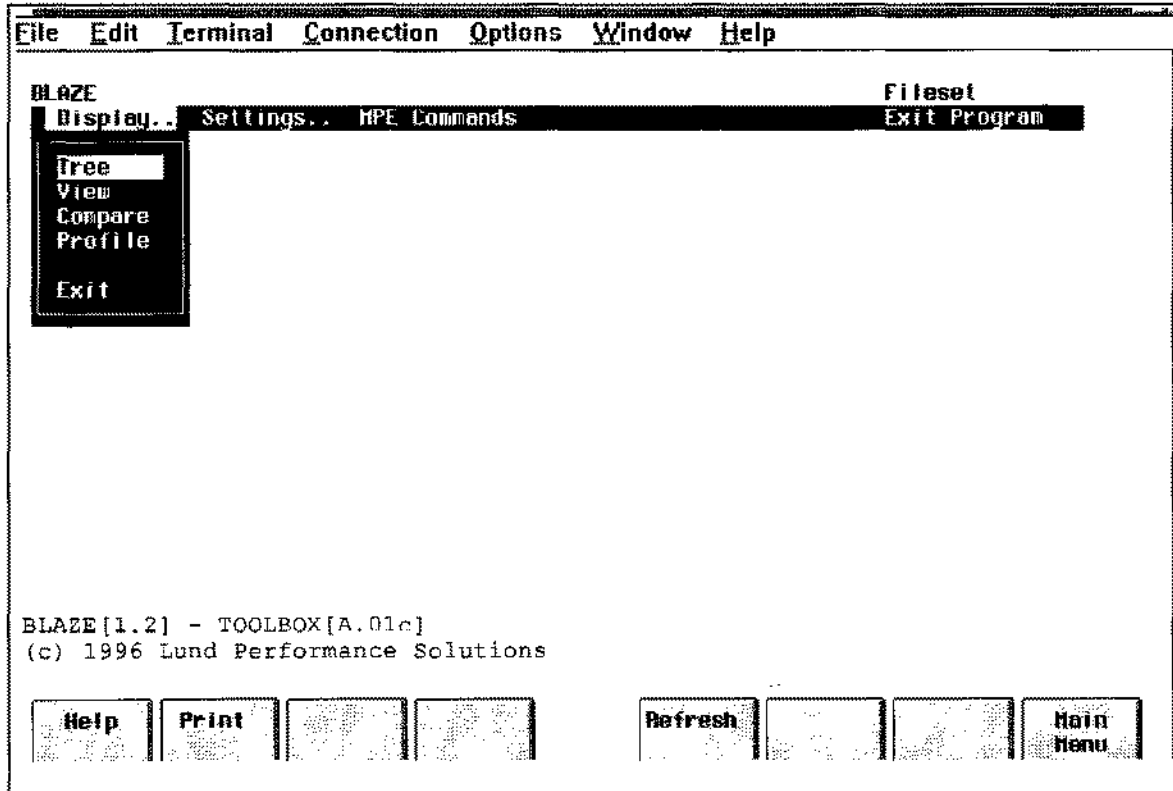 File Edit Terminal Connection Options Window Help
BLAZE Fileset
Display.. Settings.. MPE Commands Exit Program
Tree
View
Compare
Profile
Exit
BLAZE[1.2] - TOOLBOX[A.01c]
(c) 1996 Lund Performance Solutions
Help Print Refresh Main
Menu